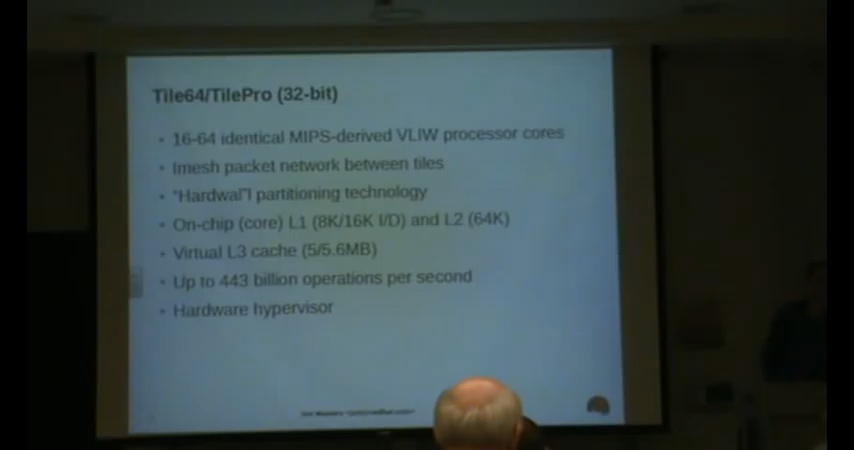 Tile64/TilePro (32-bit)
• 16-64 identical MIPS-derived VLIW processor cores
• Imesh packet network between tiles
• "Hardwal"l partitioning technology
• On-chip (core) L1 (8K/16K I/D) and L2 (64K)
• Virtual L3 cache (5/5.6MB)
• Up to 443 billion operations per second
• Hardware hypervisor